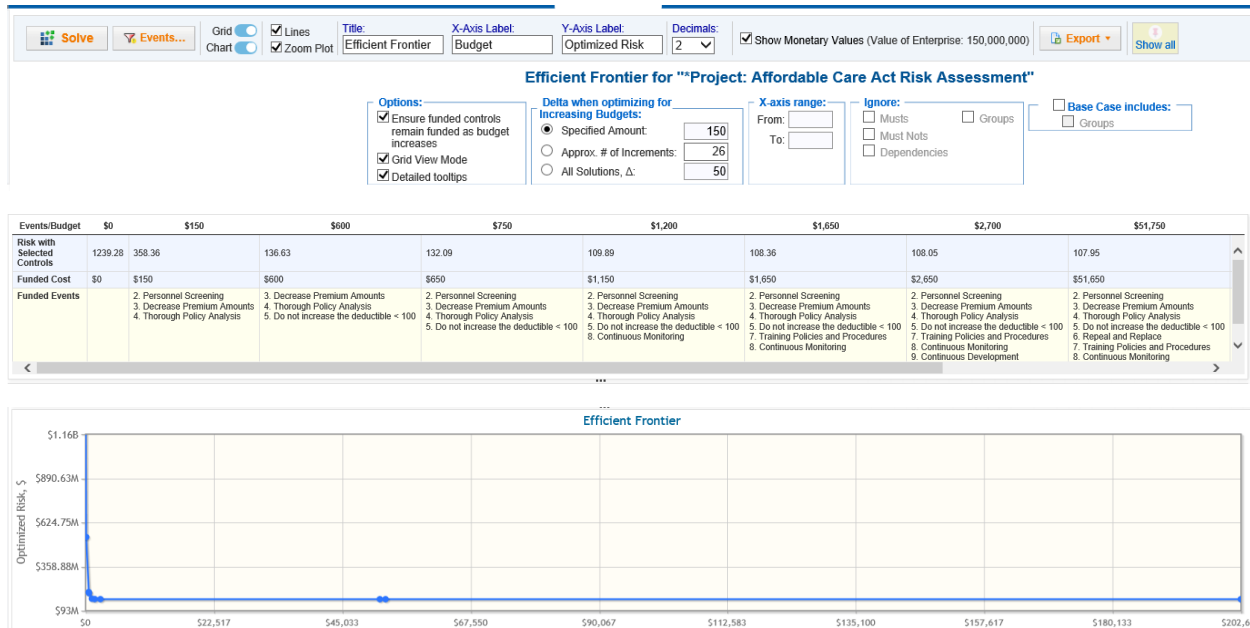 Solve
Events...
Grid
Chart
Lines
Zoom Plot
Title:
Efficient Frontier
X-Axis Label:
Budget
Y-Axis Label:
Optimized Risk
Decimals:
2
Show Monetary Values (Value of Enterprise: 150,000,000)
Export
Show all
Efficient Frontier for "*Project: Affordable Care Act Risk Assessment"
Options:
Ensure funded controls
remain funded as budget
increases
Grid View Mode
Detailed tooltips
Delta when optimizing for
Increasing Budgets:
Specified Amount: 150
Approx. # of Increments: 26
All Solutions, Δ: 50
X-axis range:
From:
To:
Ignore:
Musts
Groups
Must Nots
Dependencies
Base Case includes:
Groups
Events/Budget $0 $150 $600 $750 $1,200 $1,650 $2,700 $51,750
Risk with
Selected
Controls
1239.28 358.36 136.63 132.09 109.89 108.36 108.05 107.95
Funded Cost $0 $150 $600 $650 $1,150 $1,650 $2,650 $51,650
Funded Events
2. Personnel Screening
3. Decrease Premium Amounts
4. Thorough Policy Analysis
3. Decrease Premium Amounts
4. Thorough Policy Analysis
5. Do not increase the deductible < 100
2. Personnel Screening
3. Decrease Premium Amounts
4. Thorough Policy Analysis
5. Do not increase the deductible < 100
2. Personnel Screening
3. Decrease Premium Amounts
4. Thorough Policy Analysis
5. Do not increase the deductible < 100
8. Continuous Monitoring
2. Personnel Screening
3. Decrease Premium Amounts
4. Thorough Policy Analysis
5. Do not increase the deductible < 100
7. Training Policies and Procedures
8. Continuous Monitoring
2. Personnel Screening
3. Decrease Premium Amounts
4. Thorough Policy Analysis
5. Do not increase the deductible < 100
7. Training Policies and Procedures
8. Continuous Monitoring
9. Continuous Development
2. Personnel Screening
3. Decrease Premium Amounts
4. Thorough Policy Analysis
5. Do not increase the deductible < 100
6. Repeal and Replace
7. Training Policies and Procedures
8. Continuous Monitoring
...
...
Efficient Frontier
Optimized Risk, $
$1.16B
$890.63M
$624.75M
$358.88M
$93M
$0 $22,517 $45,033 $67,550 $90,067 $112,583 $135,100 $157,617 $180,133 $202,6